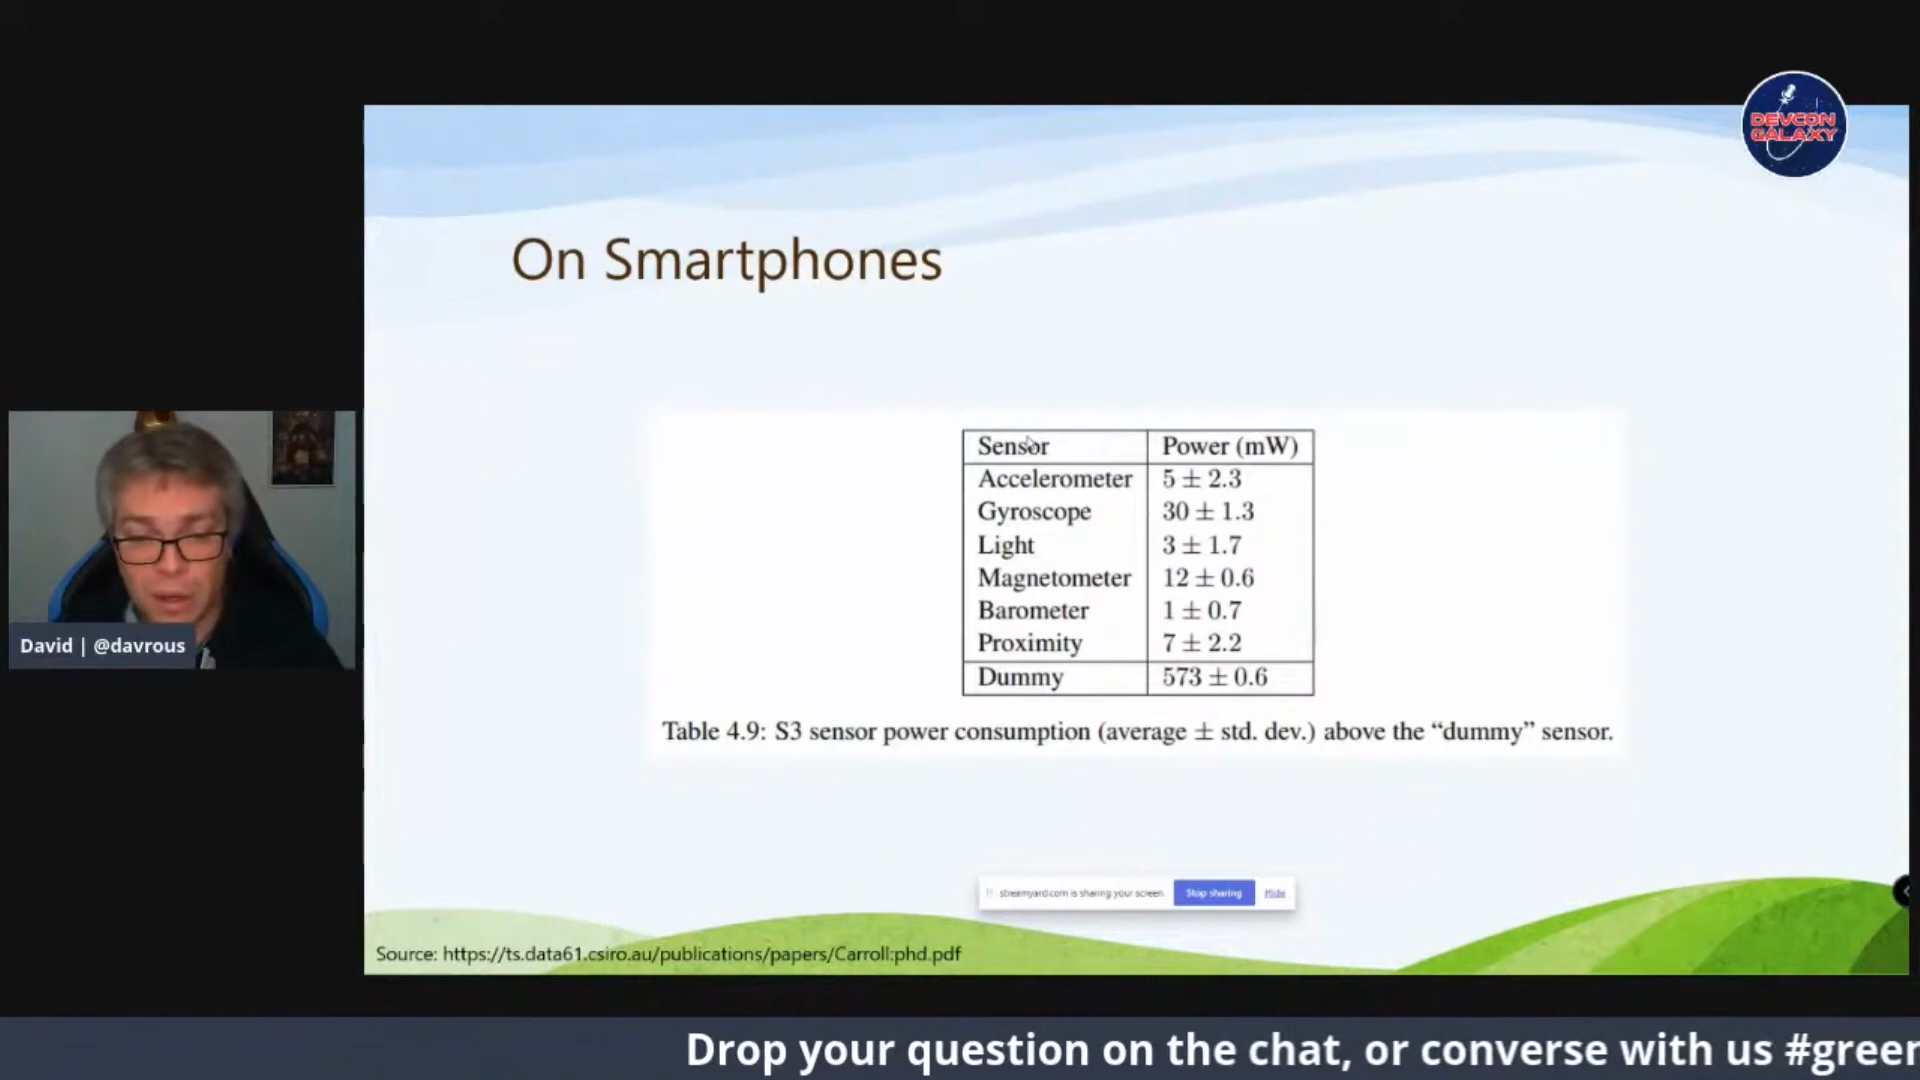 DEVCON
GALAXY
On Smartphones
Sensor Power (mW)
Accelerometer 5 ± 2.3
Gyroscope 30 ± 1.3
Light 3 ± 1.7
Magnetometer 12 ± 0.6
Barometer 1 ± 0.7
Proximity 7 ± 2.2
Dummy 573 ± 0.6
Table 4.9: S3 sensor power consumption (average ± std. dev.) above the “dummy” sensor.
David | @davrous
streamyard.com is sharing your screen. Stop sharing Hide
Source: https://ts.data61.csiro.au/publications/papers/Carroll:phd.pdf
Drop your question on the chat, or converse with us #green